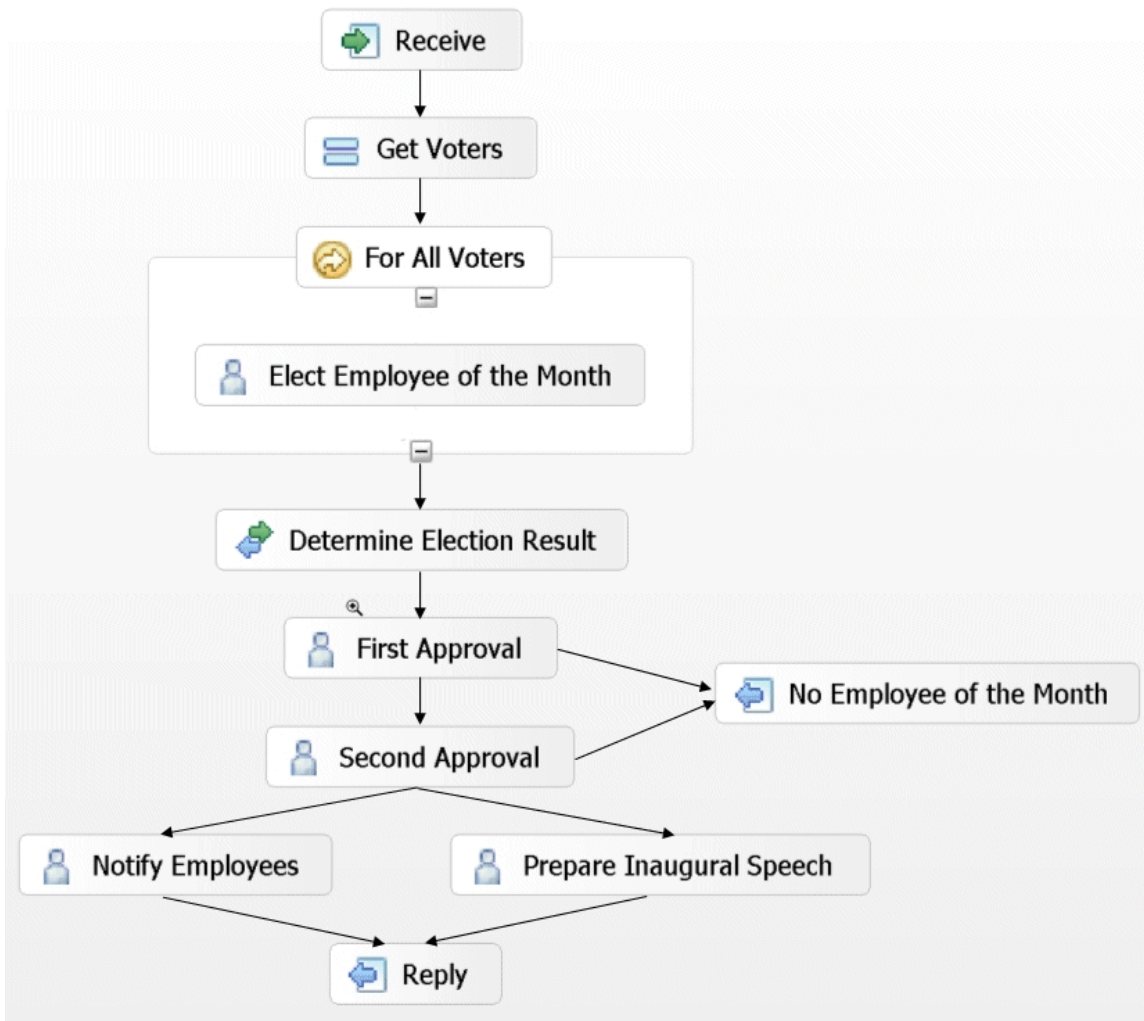 Receive
Get Voters
For All Voters
Elect Employee of the Month
Determine Election Result
First Approval
No Employee of the Month
Second Approval
Notify Employees
Prepare Inaugural Speech
Reply